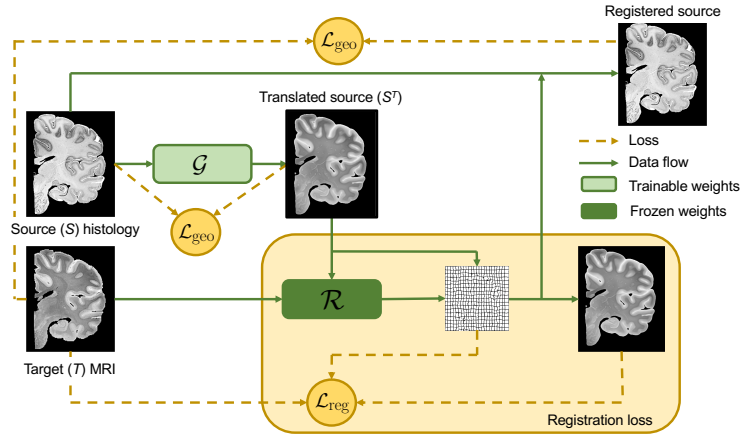 Registered source
ℒgeo
Translated source (Sᵀ)
Loss
Data flow
𝒢
Trainable weights
Frozen weights
Source (S) histology
ℒgeo
ℛ
Target (T) MRI
ℒreg
Registration loss